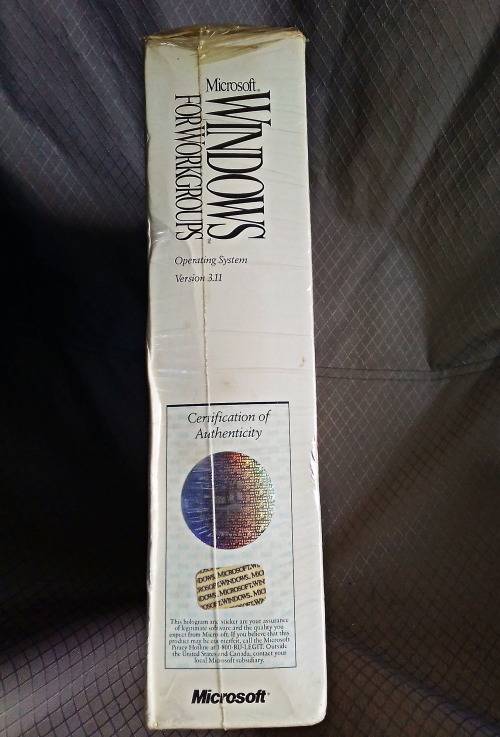 Microsoft®
WINDOWS™
FOR WORKGROUPS
Operating System
Version 3.11
Certification of
Authenticity
This hologram and sticker are your assurance
of legitimate software and the quality you
expect from Microsoft. If you believe that this
product may be counterfeit, call the Microsoft
Piracy Hotline at 1-800-RU-LEGIT. Outside
the United States and Canada, contact your
local Microsoft subsidiary.
Microsoft®